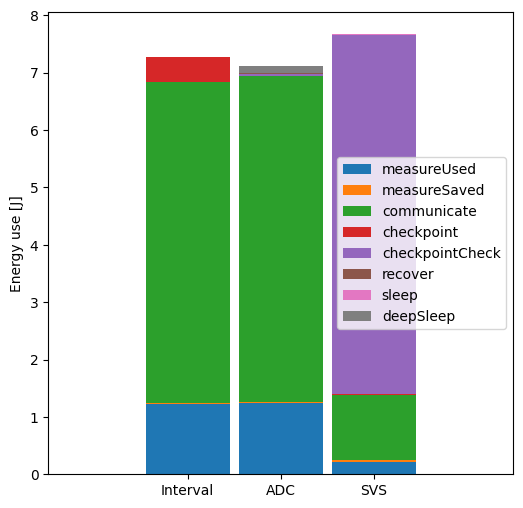 8
7
6
5
4
3
2
1
0
Energy use [J]
measureUsed
measureSaved
communicate
checkpoint
checkpointCheck
recover
sleep
deepSleep
Interval ADC SVS